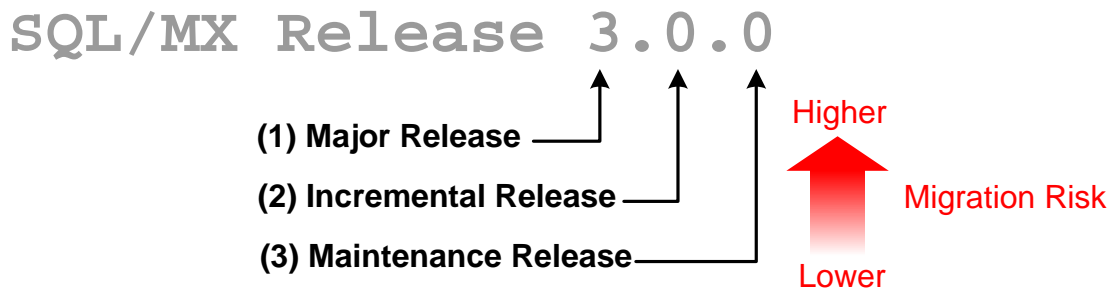 SQL/MX Release 3.0.0
(1) Major Release
(2) Incremental Release
(3) Maintenance Release
Higher
Migration Risk
Lower